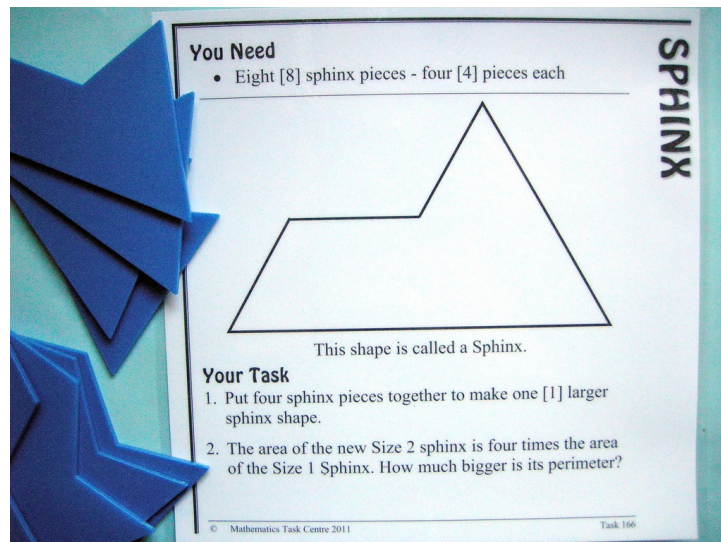 SPHINX
You Need
• Eight [8] sphinx pieces - four [4] pieces each
This shape is called a Sphinx.
Your Task
1. Put four sphinx pieces together to make one [1] larger
sphinx shape.
2. The area of the new Size 2 sphinx is four times the area
of the Size 1 Sphinx. How much bigger is its perimeter?
© Mathematics Task Centre 2011
Task 166